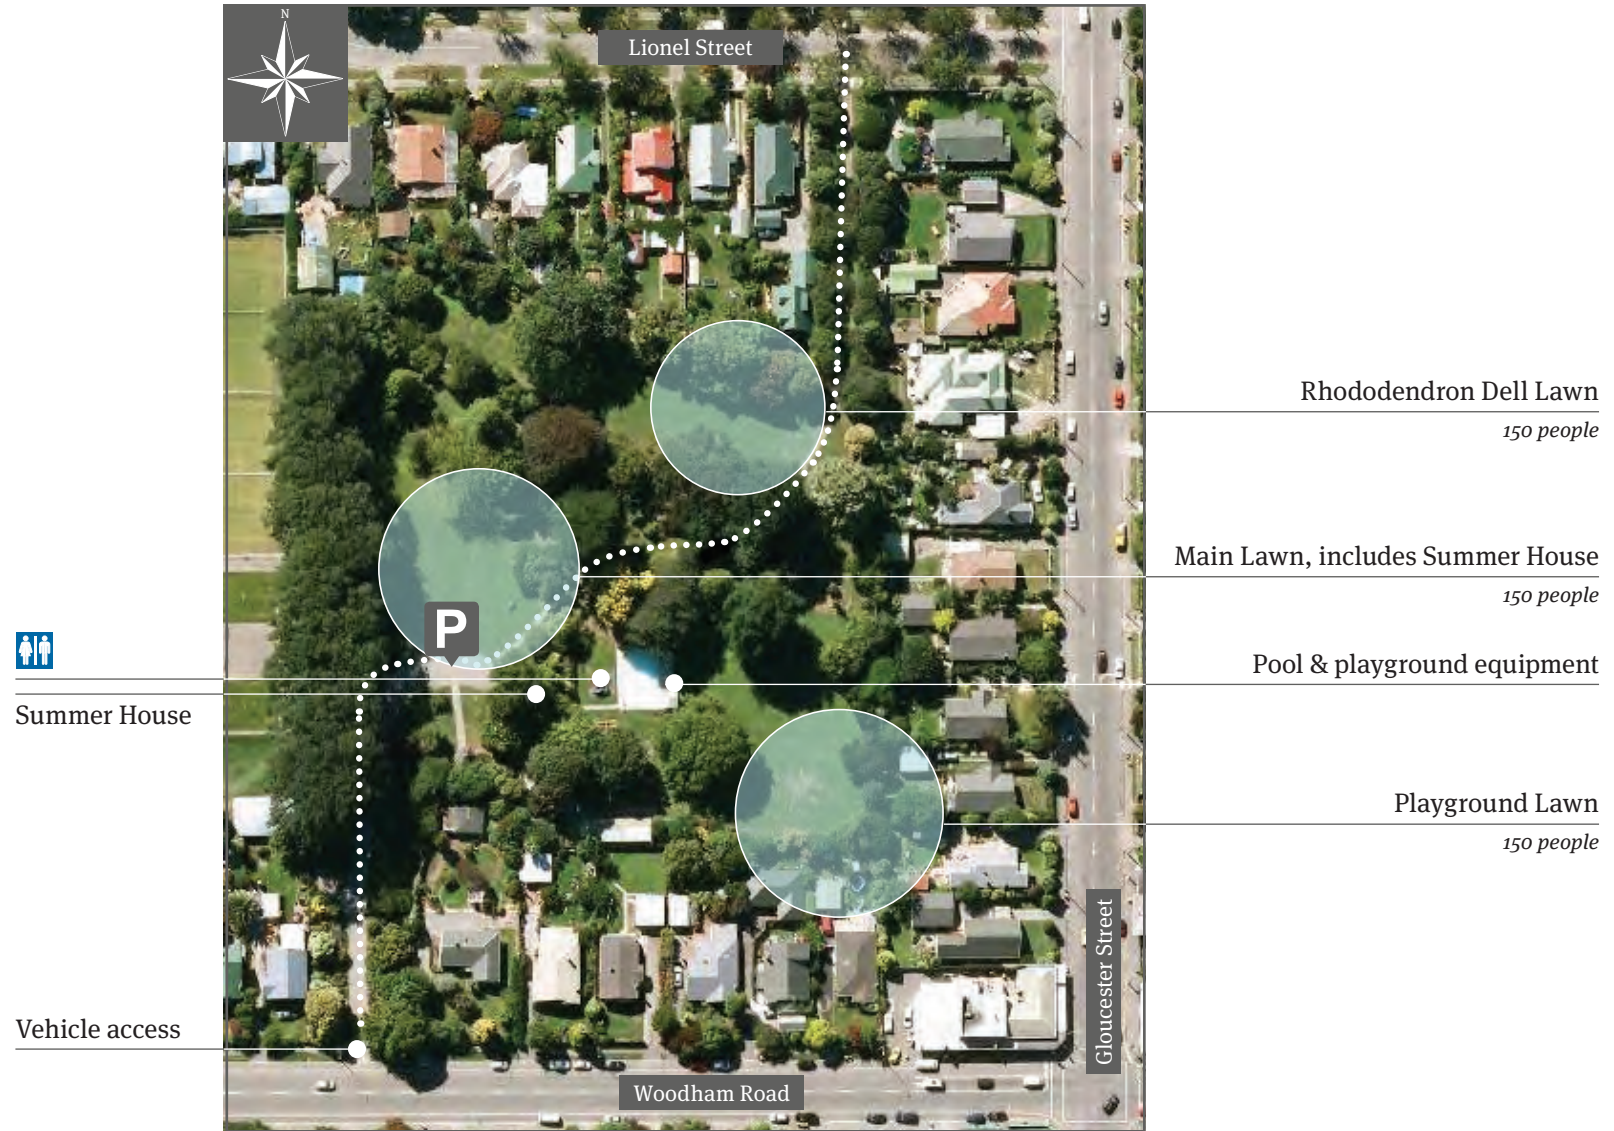 N
Lionel Street
Rhododendron Dell Lawn
150 people
Main Lawn, includes Summer House
150 people
P
Pool & playground equipment
Summer House
Playground Lawn
150 people
Gloucester Street
Vehicle access
Woodham Road